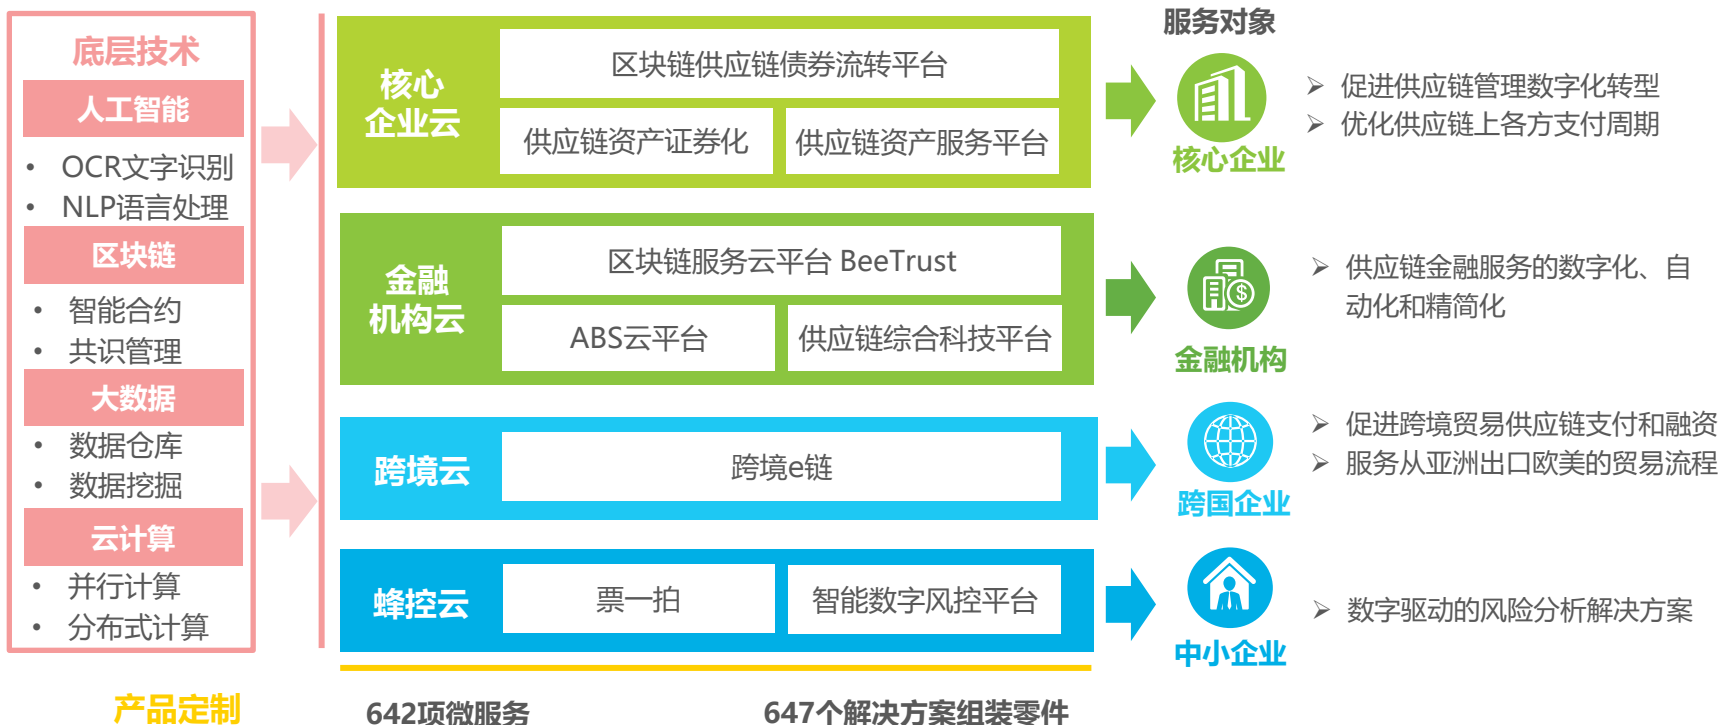 底层技术
人工智能
• OCR文字识别
• NLP语言处理
区块链
• 智能合约
• 共识管理
大数据
• 数据仓库
• 数据挖掘
云计算
• 并行计算
• 分布式计算
核心
企业云
区块链供应链债券流转平台
供应链资产证券化
供应链资产服务平台
金融
机构云
区块链服务云平台 BeeTrust
ABS云平台
供应链综合科技平台
跨境云
跨境e链
蜂控云
票一拍
智能数字风控平台
服务对象
核心企业
➢ 促进供应链管理数字化转型
➢ 优化供应链上各方支付周期
金融机构
➢ 供应链金融服务的数字化、自
动化和精简化
跨国企业
➢ 促进跨境贸易供应链支付和融资
➢ 服务从亚洲出口欧美的贸易流程
中小企业
➢ 数字驱动的风险分析解决方案
产品定制
642项微服务
647个解决方案组装零件